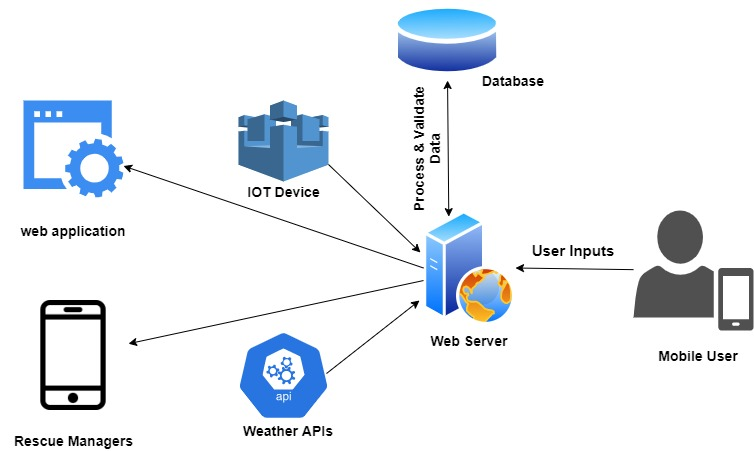 Database
Process & Validate
Data
IOT Device
web application
User Inputs
Web Server
Mobile User
api
Weather APIs
Rescue Managers